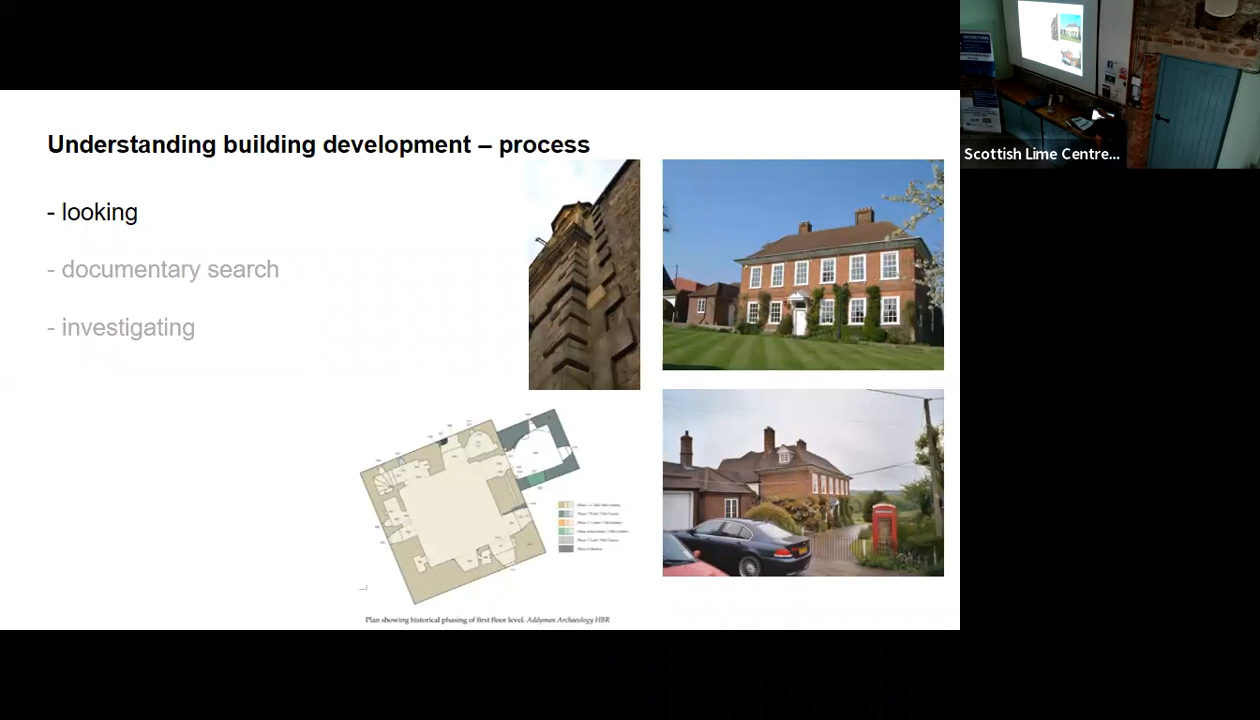 Understanding building development – process
- looking
- documentary search
- investigating
Plan showing historical phasing of first floor level. Addyman Archaeology HBR
Scottish Lime Centre...